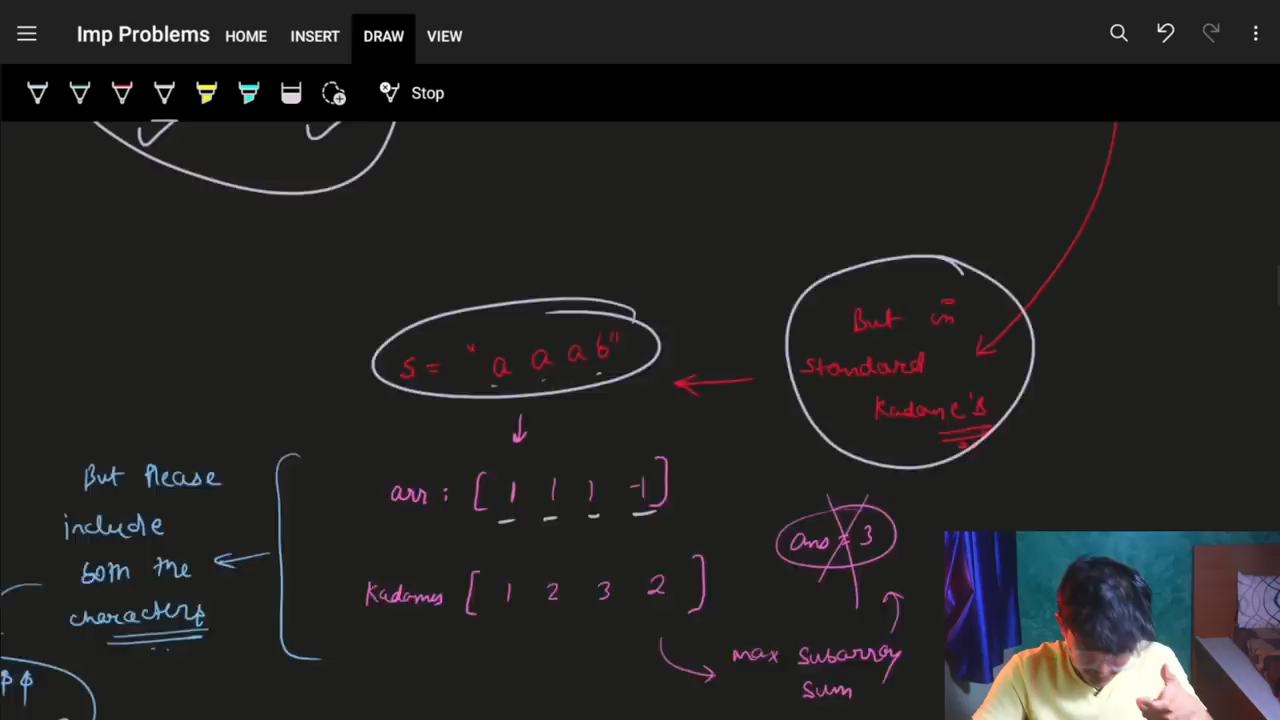 Imp Problems HOME INSERT DRAW VIEW
Stop
But in
standard
Kadane's
S = "a a a b"
arr : [ 1 1 1 -1 ]
Kadanes [ 1 2 3 2 ]
ans = 3
max subarray
sum
But Please
include
both the
characters